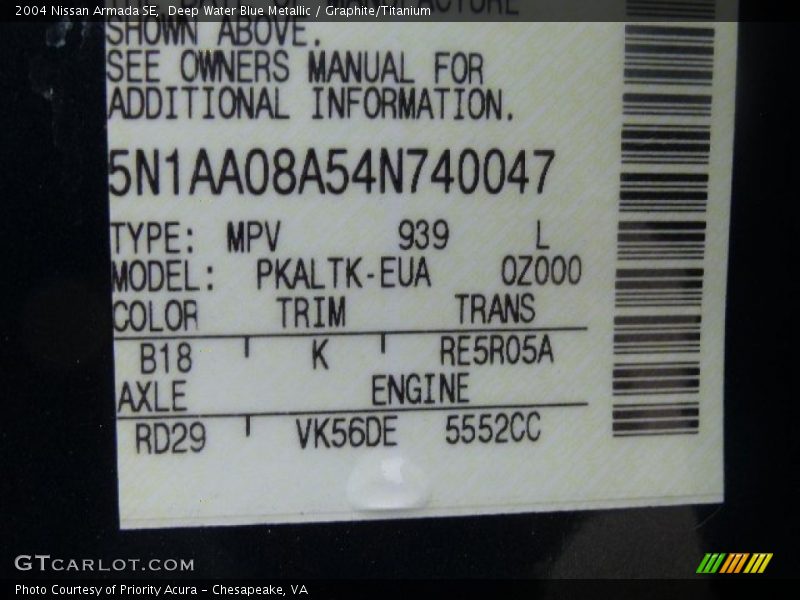 2004 Nissan Armada SE, Deep Water Blue Metallic / Graphite/Titanium
SHOWN ABOVE.
SEE OWNERS MANUAL FOR
ADDITIONAL INFORMATION.
5N1AA08A54N740047
TYPE: MPV 939 L
MODEL: PKALTK-EUA 0Z000
COLOR TRIM TRANS
B18 K RE5R05A
AXLE ENGINE
RD29 VK56DE 5552CC
GTCARLOT.COM
Photo Courtesy of Priority Acura - Chesapeake, VA